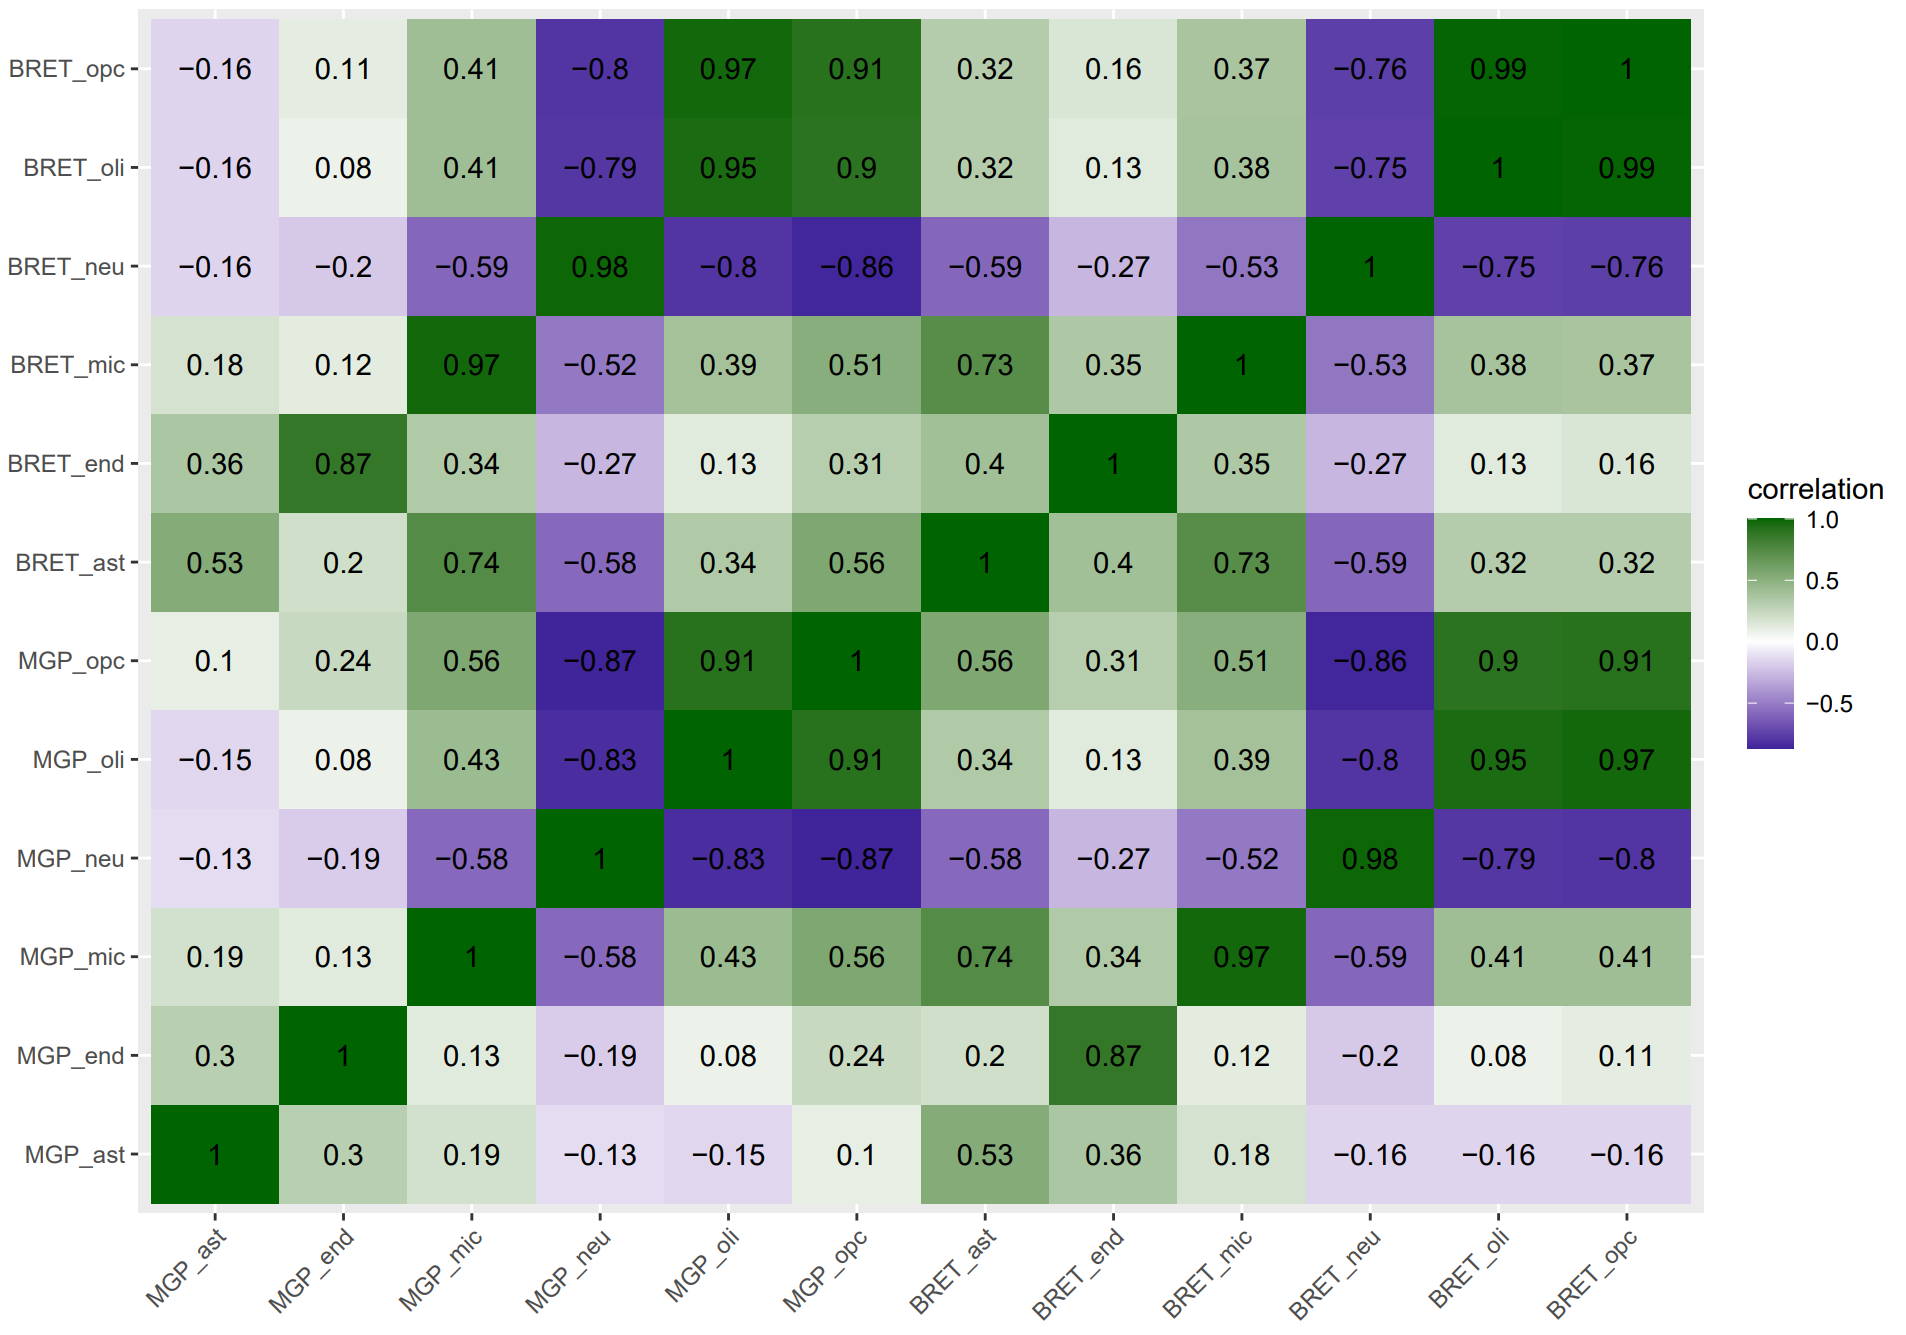 BRET_opc −0.16 0.11 0.41 −0.8 0.97 0.91 0.32 0.16 0.37 −0.76 0.99 1
BRET_oli −0.16 0.08 0.41 −0.79 0.95 0.9 0.32 0.13 0.38 −0.75 1 0.99
BRET_neu −0.16 −0.2 −0.59 0.98 −0.8 −0.86 −0.59 −0.27 −0.53 1 −0.75 −0.76
BRET_mic 0.18 0.12 0.97 −0.52 0.39 0.51 0.73 0.35 1 −0.53 0.38 0.37
BRET_end 0.36 0.87 0.34 −0.27 0.13 0.31 0.4 1 0.35 −0.27 0.13 0.16
BRET_ast 0.53 0.2 0.74 −0.58 0.34 0.56 1 0.4 0.73 −0.59 0.32 0.32
MGP_opc 0.1 0.24 0.56 −0.87 0.91 1 0.56 0.31 0.51 −0.86 0.9 0.91
MGP_oli −0.15 0.08 0.43 −0.83 1 0.91 0.34 0.13 0.39 −0.8 0.95 0.97
MGP_neu −0.13 −0.19 −0.58 1 −0.83 −0.87 −0.58 −0.27 −0.52 0.98 −0.79 −0.8
MGP_mic 0.19 0.13 1 −0.58 0.43 0.56 0.74 0.34 0.97 −0.59 0.41 0.41
MGP_end 0.3 1 0.13 −0.19 0.08 0.24 0.2 0.87 0.12 −0.2 0.08 0.11
MGP_ast 1 0.3 0.19 −0.13 −0.15 0.1 0.53 0.36 0.18 −0.16 −0.16 −0.16
MGP_ast MGP_end MGP_mic MGP_neu MGP_oli MGP_opc BRET_ast BRET_end BRET_mic BRET_neu BRET_oli BRET_opc
correlation
1.0
0.5
0.0
−0.5